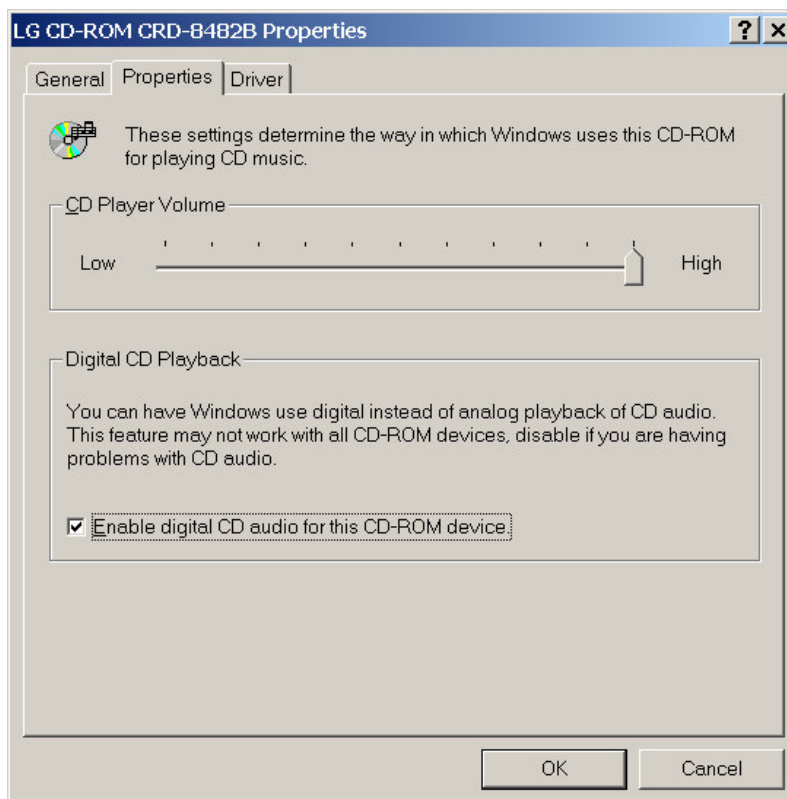 LG CD-ROM CRD-8482B Properties
General Properties Driver
These settings determine the way in which Windows uses this CD-ROM
for playing CD music.
CD Player Volume
Low High
Digital CD Playback
You can have Windows use digital instead of analog playback of CD audio.
This feature may not work with all CD-ROM devices, disable if you are having
problems with CD audio.
Enable digital CD audio for this CD-ROM device.
OK Cancel